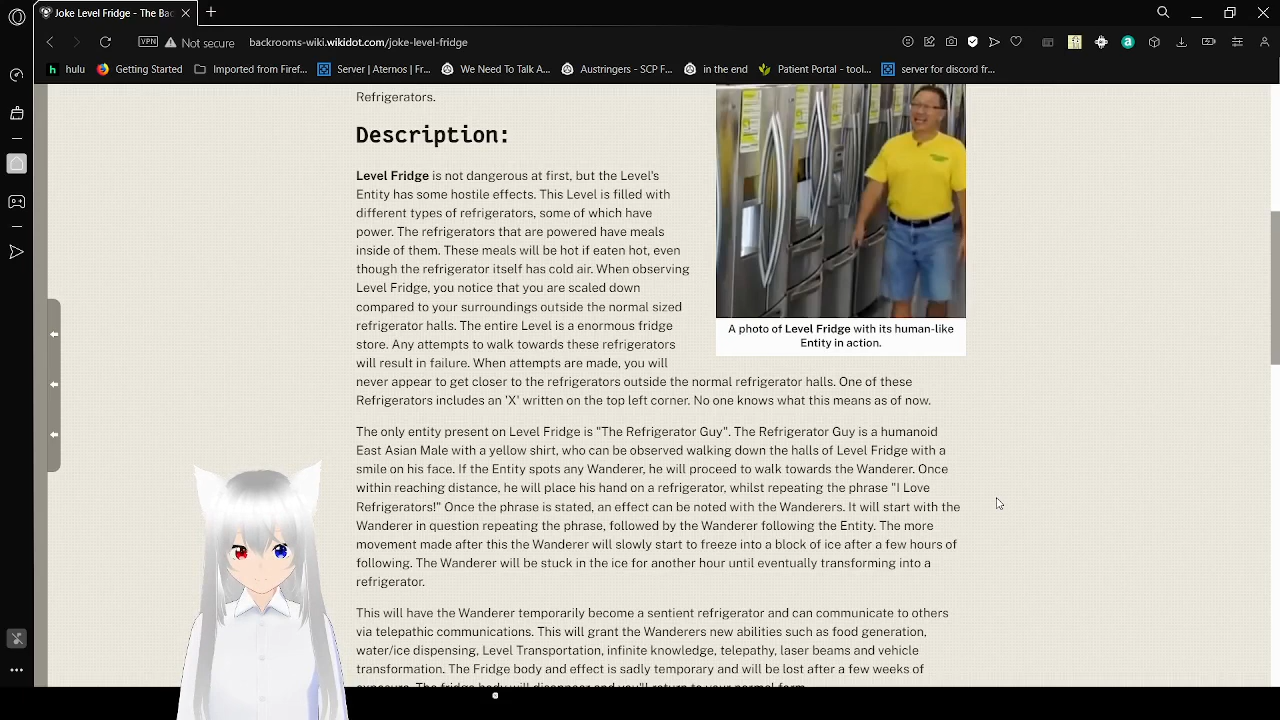 Joke Level Fridge - The Bac
VPN
Not secure
backrooms-wiki.wikidot.com/joke-level-fridge
hulu
Getting Started
Imported from Firef...
Server | Aternos | Fr...
We Need To Talk A...
Austringers - SCP F...
in the end
Patient Portal - tool...
server for discord fr...
Refrigerators.
Description:
Level Fridge is not dangerous at first, but the Level's
Entity has some hostile effects. This Level is filled with
different types of refrigerators, some of which have
power. The refrigerators that are powered have meals
inside of them. These meals will be hot if eaten hot, even
though the refrigerator itself has cold air. When observing
Level Fridge, you notice that you are scaled down
compared to your surroundings outside the normal sized
refrigerator halls. The entire Level is a enormous fridge
store. Any attempts to walk towards these refrigerators
will result in failure. When attempts are made, you will
never appear to get closer to the refrigerators outside the normal refrigerator halls. One of these
Refrigerators includes an 'X' written on the top left corner. No one knows what this means as of now.
A photo of Level Fridge with its human-like
Entity in action.
The only entity present on Level Fridge is "The Refrigerator Guy". The Refrigerator Guy is a humanoid
East Asian Male with a yellow shirt, who can be observed walking down the halls of Level Fridge with a
smile on his face. If the Entity spots any Wanderer, he will proceed to walk towards the Wanderer. Once
within reaching distance, he will place his hand on a refrigerator, whilst repeating the phrase "I Love
Refrigerators!" Once the phrase is stated, an effect can be noted with the Wanderers. It will start with the
Wanderer in question repeating the phrase, followed by the Wanderer following the Entity. The more
movement made after this the Wanderer will slowly start to freeze into a block of ice after a few hours of
following. The Wanderer will be stuck in the ice for another hour until eventually transforming into a
refrigerator.
This will have the Wanderer temporarily become a sentient refrigerator and can communicate to others
via telepathic communications. This will grant the Wanderers new abilities such as food generation,
water/ice dispensing, Level Transportation, infinite knowledge, telepathy, laser beams and vehicle
transformation. The Fridge body and effect is sadly temporary and will be lost after a few weeks of
exposure. The fridge body will disappear and you'll return to your normal form.